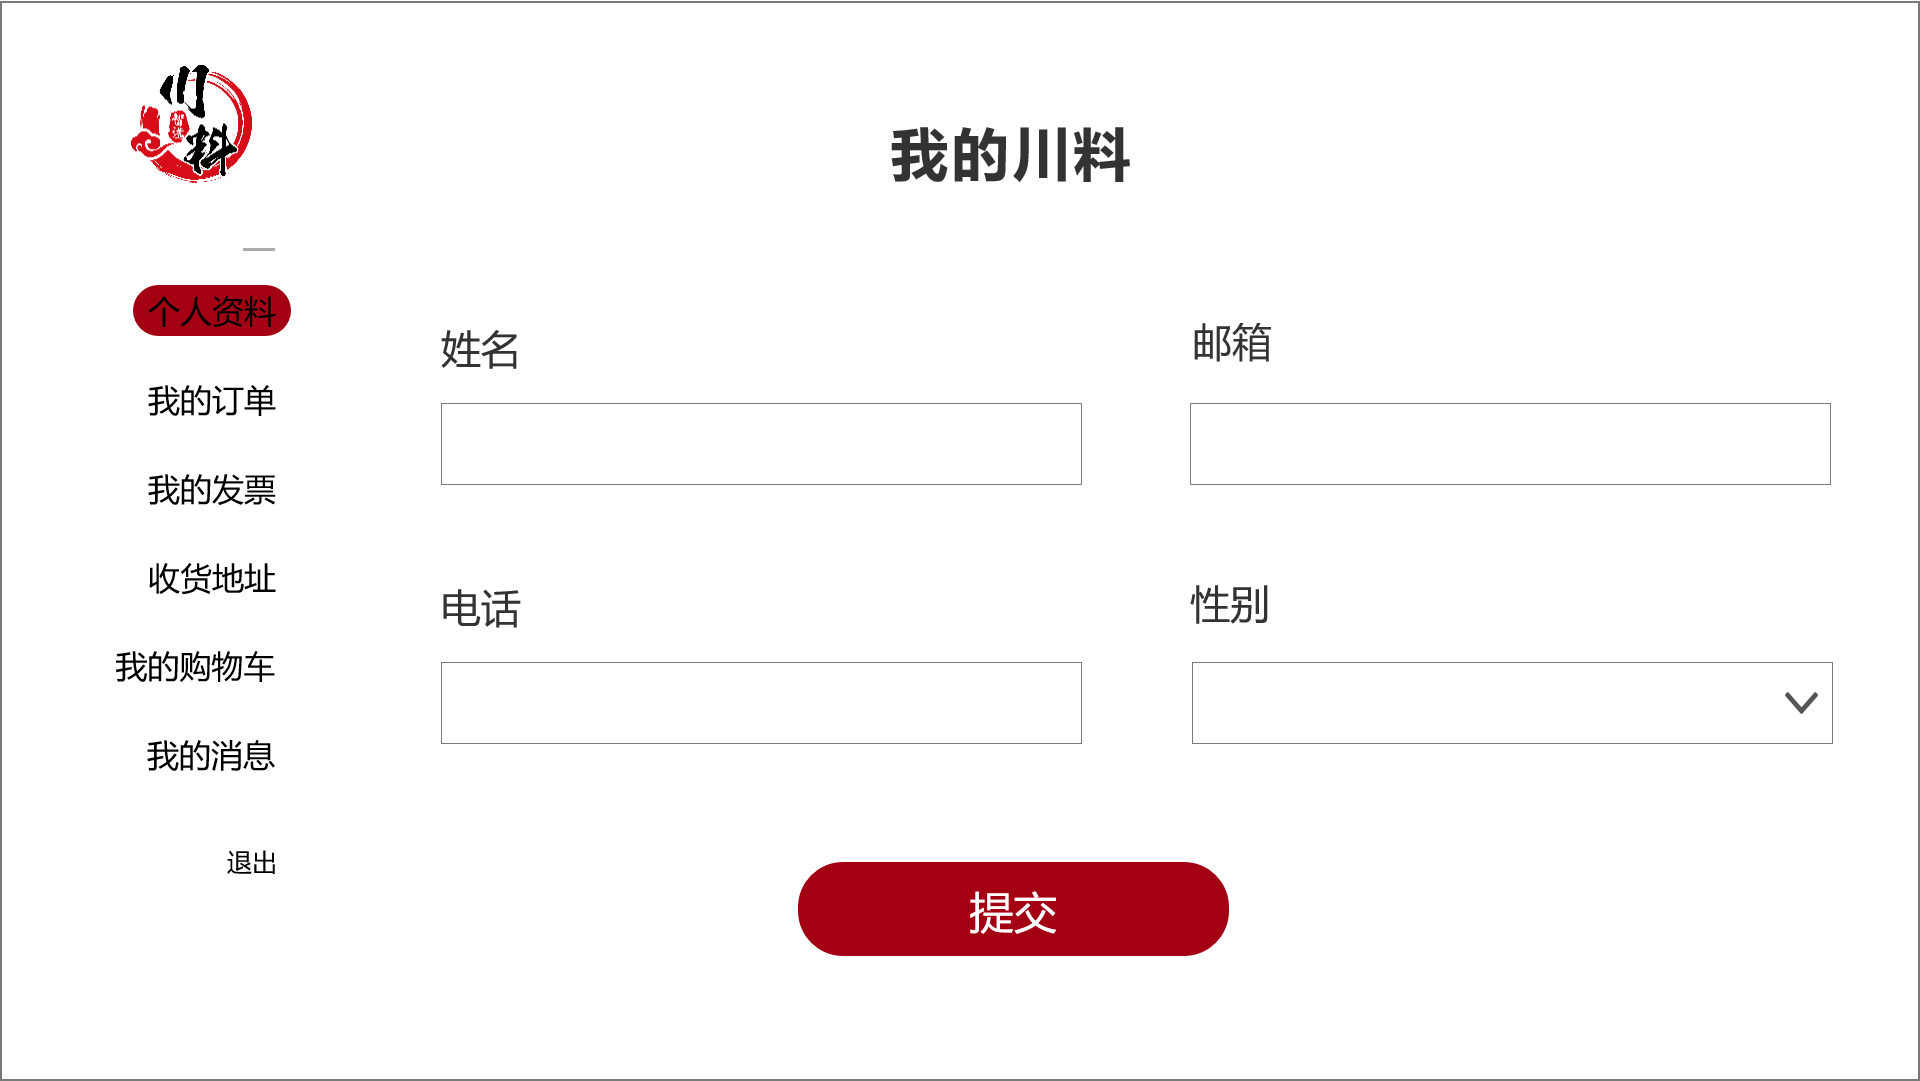 川料
我的川料
个人资料
我的订单
我的发票
收货地址
我的购物车
我的消息
退出
姓名
邮箱
电话
性别
提交